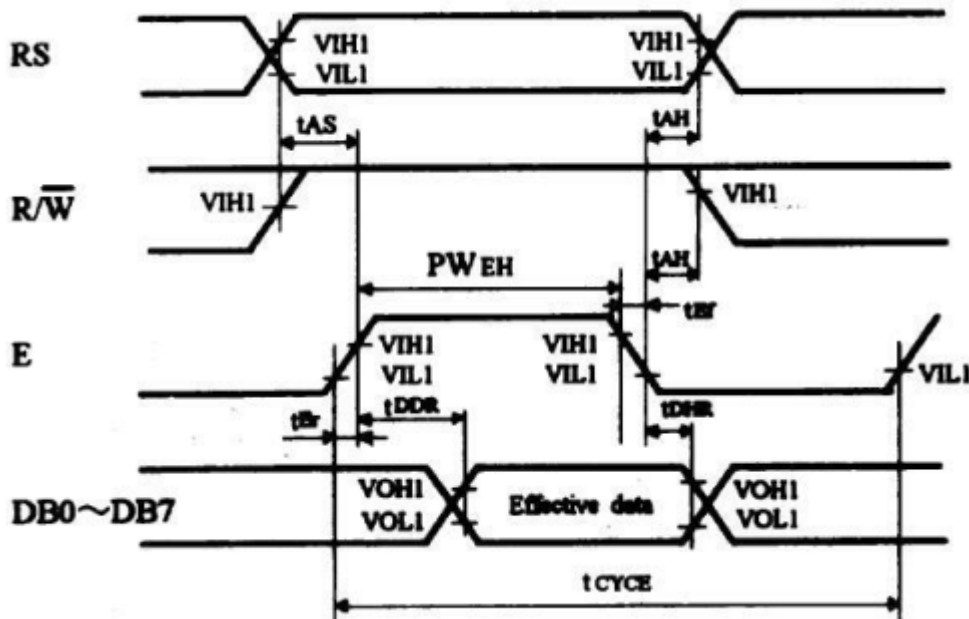 RS
VIH1
VIL1
VIH1
VIL1
tAS
tAH
R/W̅
VIH1
VIH1
PWEH
tAH
tEf
E
VIH1
VIL1
VIH1
VIL1
VIL1
tEr
tDDR
tDHR
DB0～DB7
VOH1
VOL1
Effective data
VOH1
VOL1
tCYCE